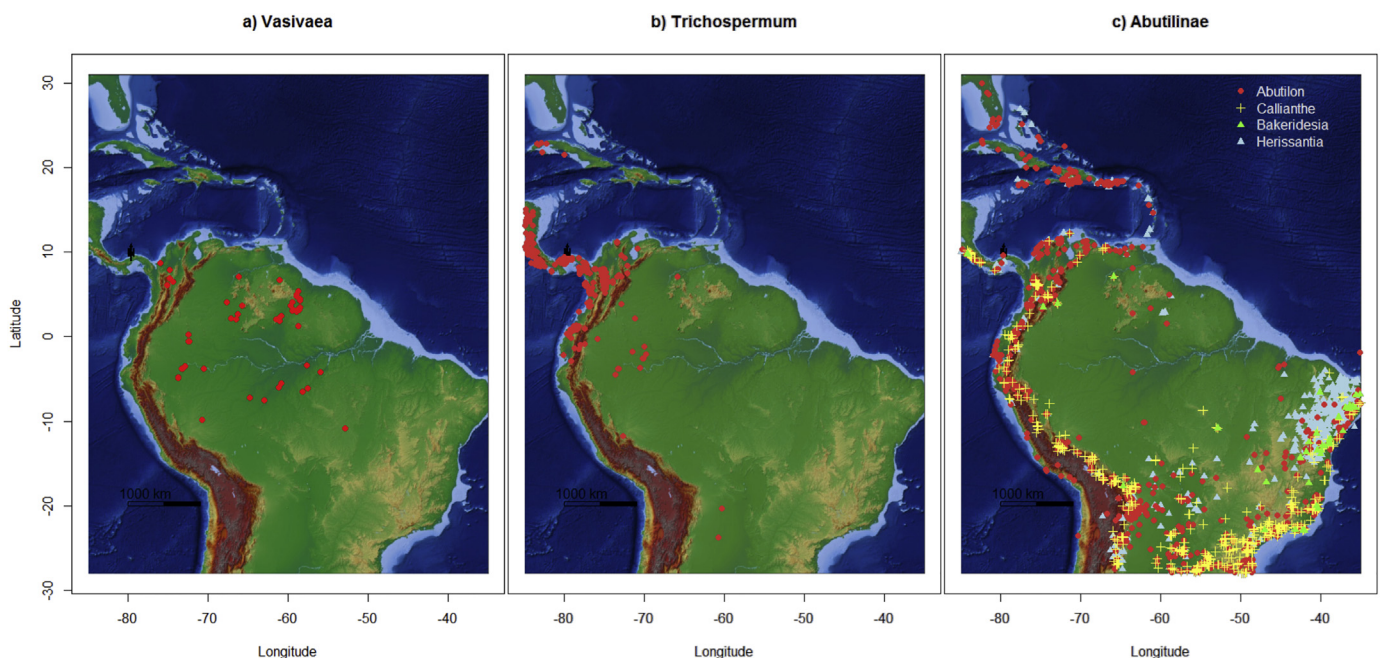 a) Vasivaea
b) Trichospermum
c) Abutilinae
Abutilon
Callianthe
Bakeridesia
Herissantia
30
20
10
0
-10
-20
-30
Latitude
1000 km
1000 km
1000 km
-80 -70 -60 -50 -40
-80 -70 -60 -50 -40
-80 -70 -60 -50 -40
Longitude
Longitude
Longitude